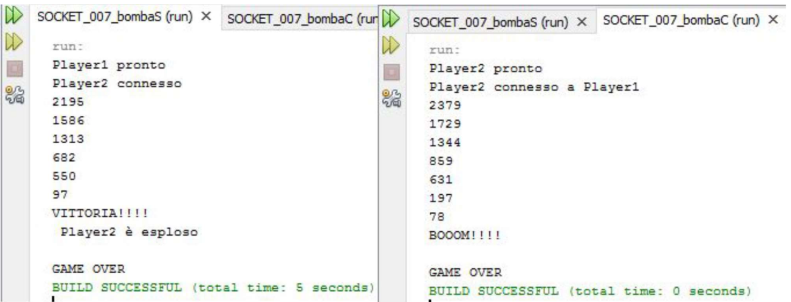 SOCKET_007_bombaS (run) × SOCKET_007_bombaC (run
run:
Player1 pronto
Player2 connesso
2195
1586
1313
682
550
97
VITTORIA!!!!
Player2 è esploso
GAME OVER
BUILD SUCCESSFUL (total time: 5 seconds)
SOCKET_007_bombaS (run) × SOCKET_007_bombaC (run) ×
run:
Player2 pronto
Player2 connesso a Player1
2379
1729
1344
859
631
197
78
BOOOM!!!!
GAME OVER
BUILD SUCCESSFUL (total time: 0 seconds)